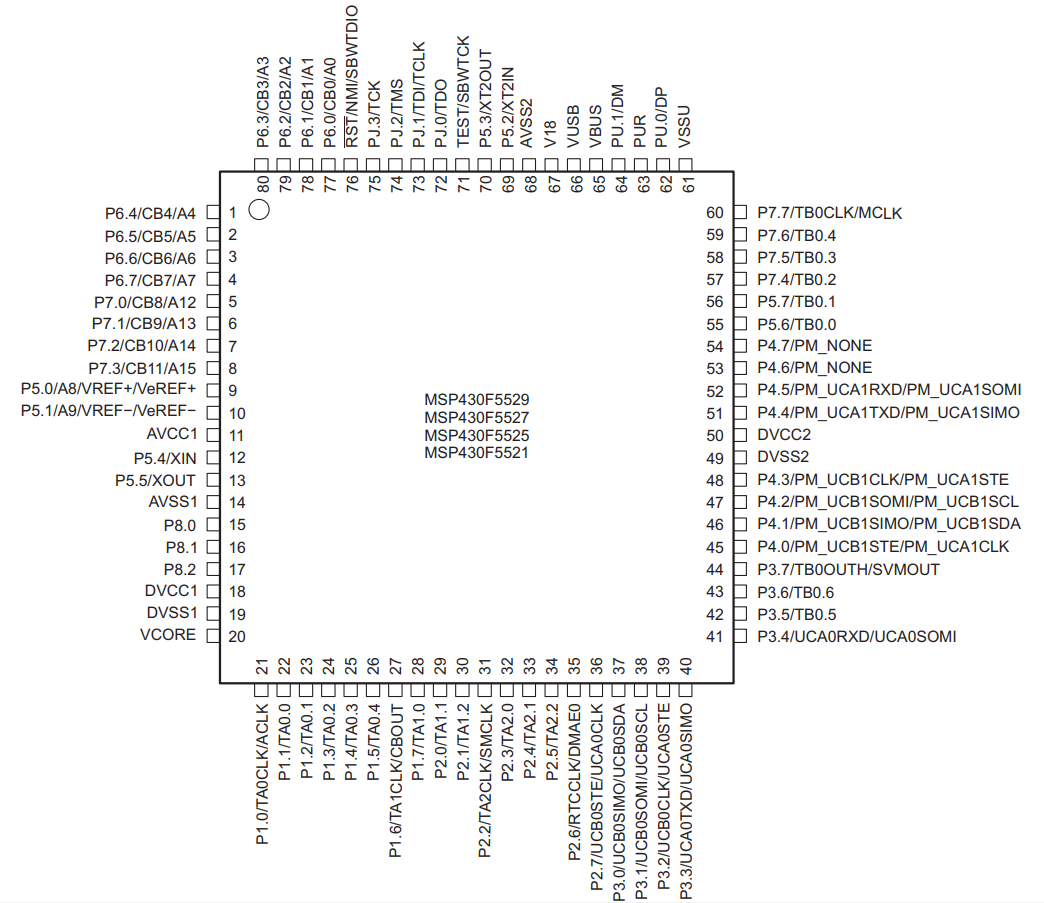 P6.3/CB3/A3
P6.2/CB2/A2
P6.1/CB1/A1
P6.0/CB0/A0
RST/NMI/SBWTDIO
PJ.3/TCK
PJ.2/TMS
PJ.1/TDI/TCLK
PJ.0/TDO
TEST/SBWTCK
P5.3/XT2OUT
P5.2/XT2IN
AVSS2
V18
VUSB
VBUS
PU.1/DM
PUR
PU.0/DP
VSSU
80 79 78 77 76 75 74 73 72 71 70 69 68 67 66 65 64 63 62 61
P6.4/CB4/A4 1
P6.5/CB5/A5 2
P6.6/CB6/A6 3
P6.7/CB7/A7 4
P7.0/CB8/A12 5
P7.1/CB9/A13 6
P7.2/CB10/A14 7
P7.3/CB11/A15 8
P5.0/A8/VREF+/VeREF+ 9
P5.1/A9/VREF−/VeREF− 10
AVCC1 11
P5.4/XIN 12
P5.5/XOUT 13
AVSS1 14
P8.0 15
P8.1 16
P8.2 17
DVCC1 18
DVSS1 19
VCORE 20
MSP430F5529
MSP430F5527
MSP430F5525
MSP430F5521
60 P7.7/TB0CLK/MCLK
59 P7.6/TB0.4
58 P7.5/TB0.3
57 P7.4/TB0.2
56 P5.7/TB0.1
55 P5.6/TB0.0
54 P4.7/PM_NONE
53 P4.6/PM_NONE
52 P4.5/PM_UCA1RXD/PM_UCA1SOMI
51 P4.4/PM_UCA1TXD/PM_UCA1SIMO
50 DVCC2
49 DVSS2
48 P4.3/PM_UCB1CLK/PM_UCA1STE
47 P4.2/PM_UCB1SOMI/PM_UCB1SCL
46 P4.1/PM_UCB1SIMO/PM_UCB1SDA
45 P4.0/PM_UCB1STE/PM_UCA1CLK
44 P3.7/TB0OUTH/SVMOUT
43 P3.6/TB0.6
42 P3.5/TB0.5
41 P3.4/UCA0RXD/UCA0SOMI
21 22 23 24 25 26 27 28 29 30 31 32 33 34 35 36 37 38 39 40
P1.0/TA0CLK/ACLK
P1.1/TA0.0
P1.2/TA0.1
P1.3/TA0.2
P1.4/TA0.3
P1.5/TA0.4
P1.6/TA1CLK/CBOUT
P1.7/TA1.0
P2.0/TA1.1
P2.1/TA1.2
P2.2/TA2CLK/SMCLK
P2.3/TA2.0
P2.4/TA2.1
P2.5/TA2.2
P2.6/RTCCLK/DMAE0
P2.7/UCB0STE/UCA0CLK
P3.0/UCB0SIMO/UCB0SDA
P3.1/UCB0SOMI/UCB0SCL
P3.2/UCB0CLK/UCA0STE
P3.3/UCA0TXD/UCA0SIMO